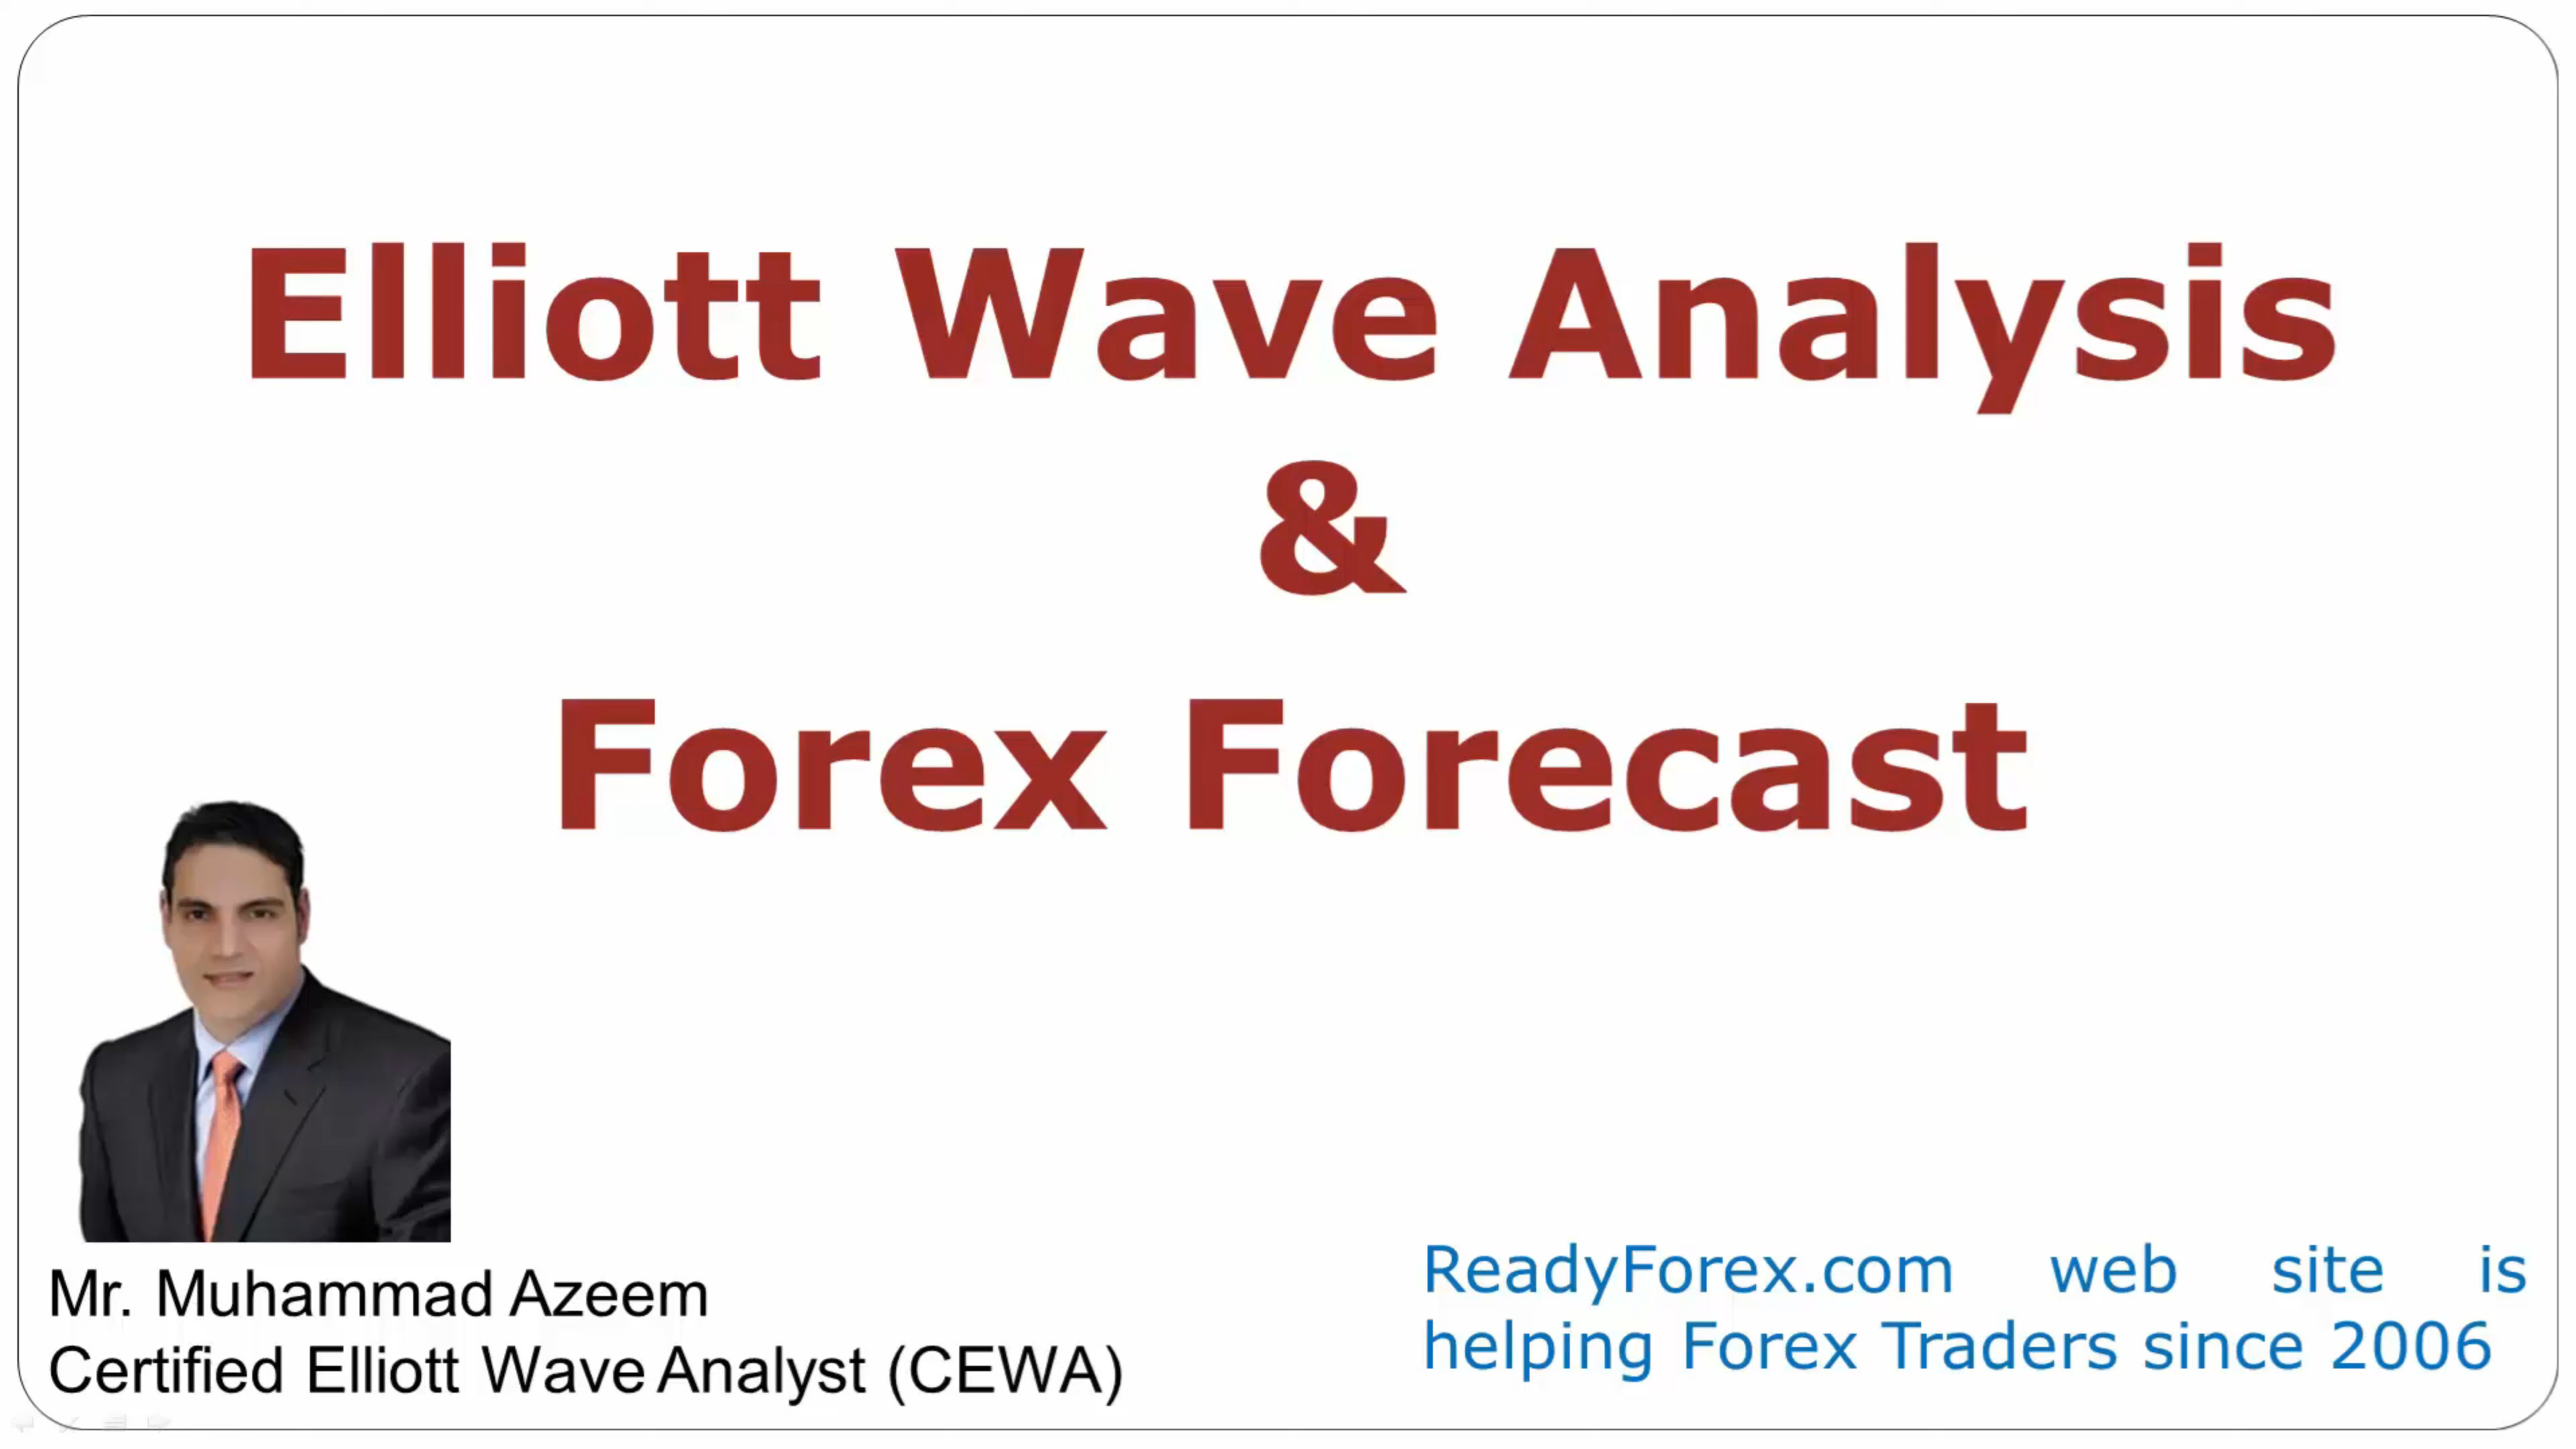 Elliott Wave Analysis
&
Forex Forecast
Mr. Muhammad Azeem
Certified Elliott Wave Analyst (CEWA)
ReadyForex.com web site is
helping Forex Traders since 2006